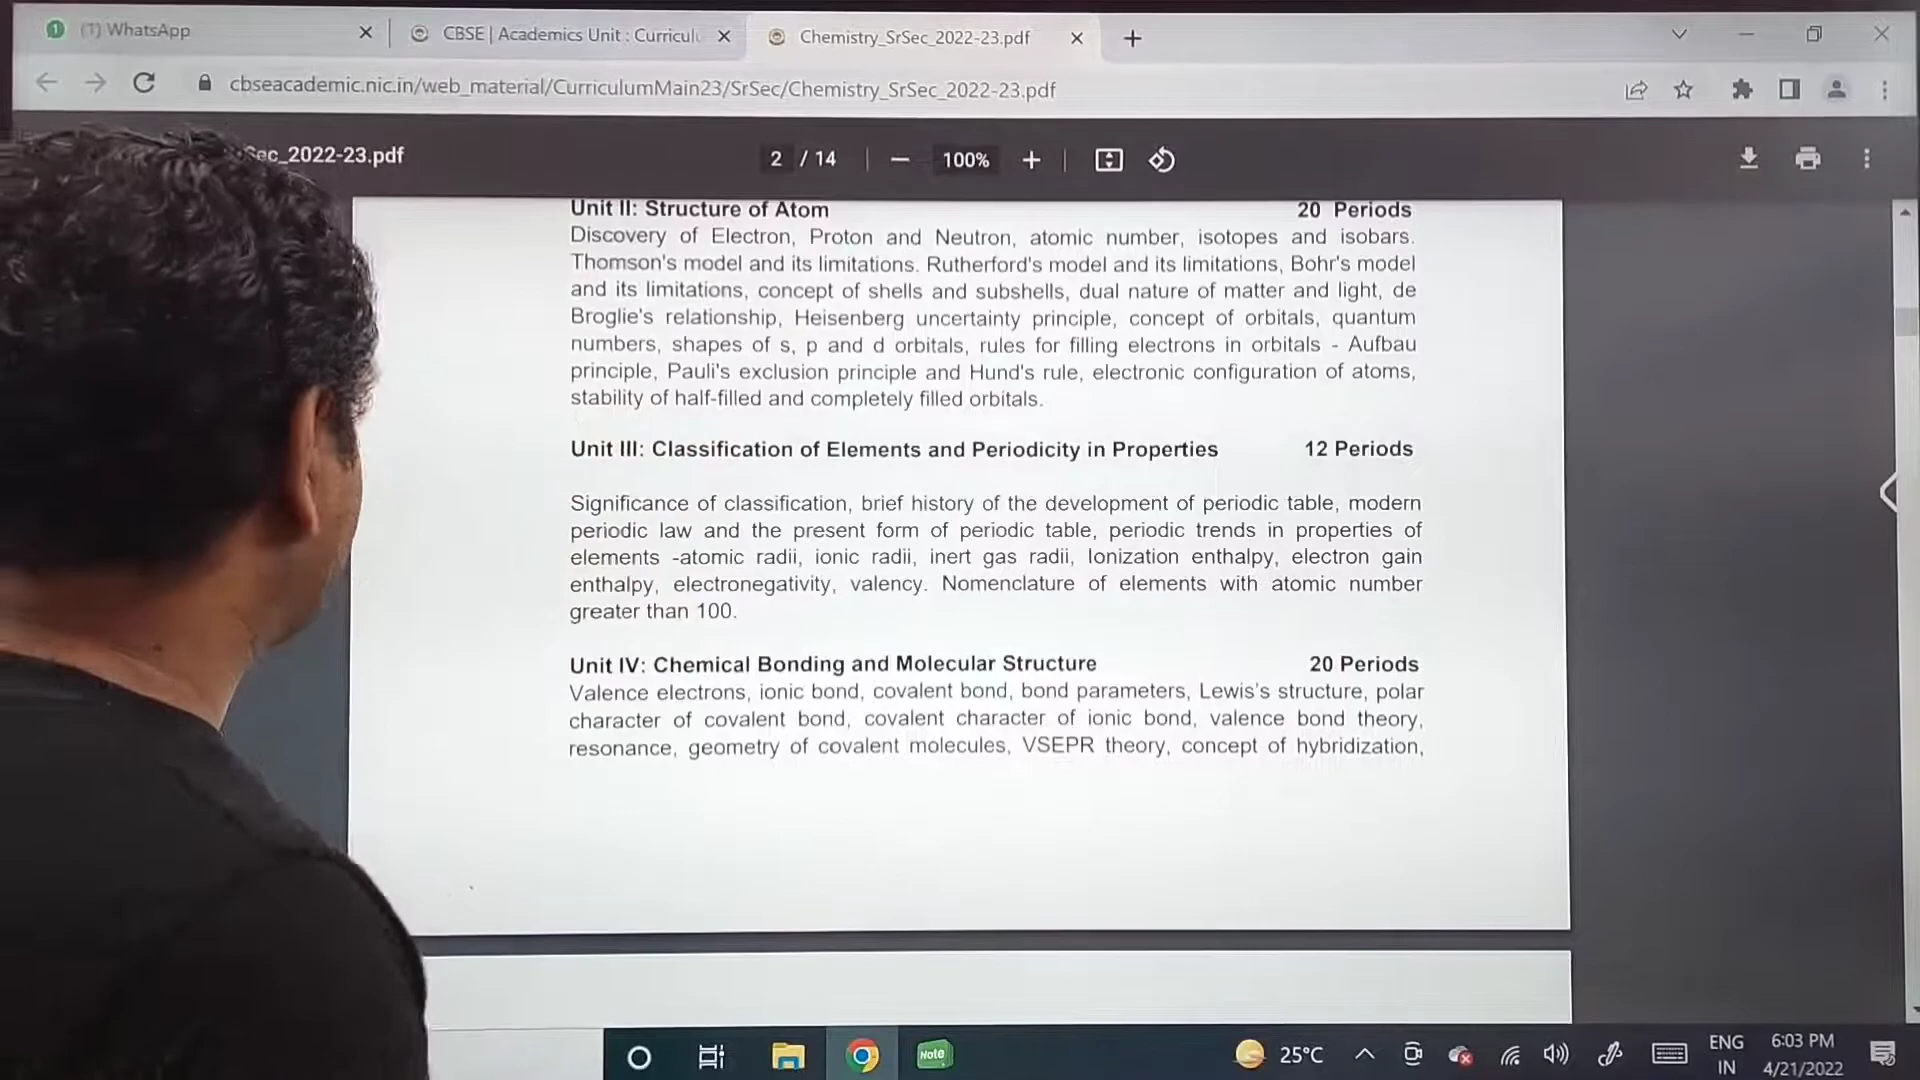 (1) WhatsApp
CBSE | Academics Unit : Curricul
Chemistry_SrSec_2022-23.pdf
cbseacademic.nic.in/web_material/CurriculumMain23/SrSec/Chemistry_SrSec_2022-23.pdf
Sec_2022-23.pdf
2 / 14
100%
Unit II: Structure of Atom 20 Periods
Discovery of Electron, Proton and Neutron, atomic number, isotopes and isobars.
Thomson's model and its limitations. Rutherford's model and its limitations, Bohr's model
and its limitations, concept of shells and subshells, dual nature of matter and light, de
Broglie's relationship, Heisenberg uncertainty principle, concept of orbitals, quantum
numbers, shapes of s, p and d orbitals, rules for filling electrons in orbitals - Aufbau
principle, Pauli's exclusion principle and Hund's rule, electronic configuration of atoms,
stability of half-filled and completely filled orbitals.
Unit III: Classification of Elements and Periodicity in Properties 12 Periods
Significance of classification, brief history of the development of periodic table, modern
periodic law and the present form of periodic table, periodic trends in properties of
elements -atomic radii, ionic radii, inert gas radii, Ionization enthalpy, electron gain
enthalpy, electronegativity, valency. Nomenclature of elements with atomic number
greater than 100.
Unit IV: Chemical Bonding and Molecular Structure 20 Periods
Valence electrons, ionic bond, covalent bond, bond parameters, Lewis's structure, polar
character of covalent bond, covalent character of ionic bond, valence bond theory,
resonance, geometry of covalent molecules, VSEPR theory, concept of hybridization,
Note
25°C
ENG
IN
6:03 PM
4/21/2022